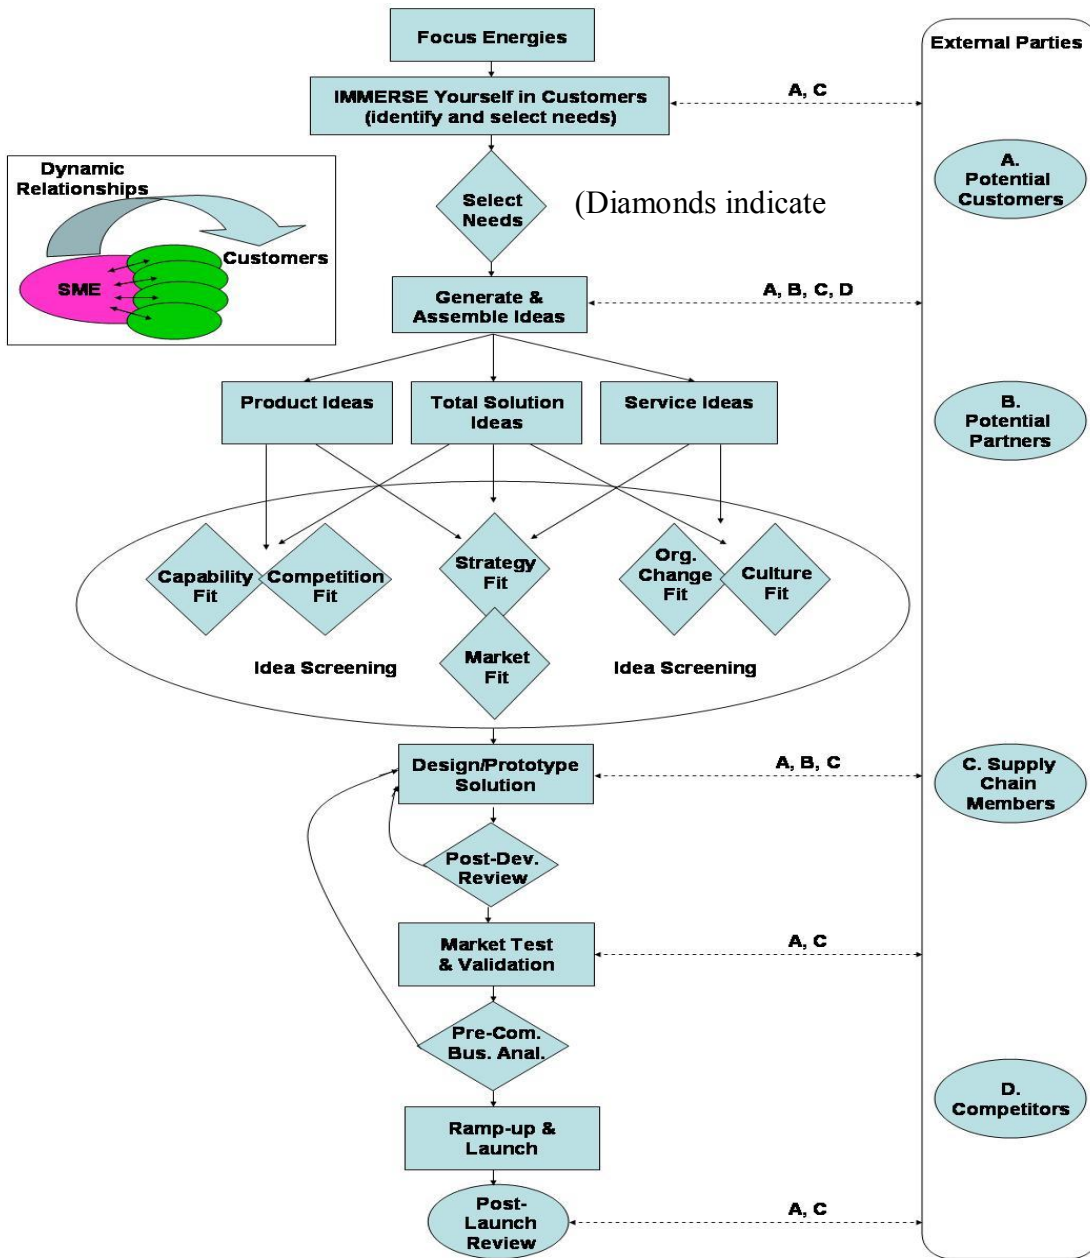 Focus Energies
External Parties
IMMERSE Yourself in Customers
(identify and select needs)
A, C
Dynamic
Relationships
Customers
SME
Select
Needs
(Diamonds indicate
A.
Potential
Customers
Generate &
Assemble Ideas
A, B, C, D
Product Ideas
Total Solution
Ideas
Service Ideas
B.
Potential
Partners
Capability
Fit
Competition
Fit
Strategy
Fit
Org.
Change
Fit
Culture
Fit
Idea Screening
Market
Fit
Idea Screening
Design/Prototype
Solution
A, B, C
C. Supply
Chain
Members
Post-Dev.
Review
Market Test
& Validation
A, C
Pre-Com.
Bus. Anal.
D.
Competitors
Ramp-up &
Launch
Post-
Launch
Review
A, C